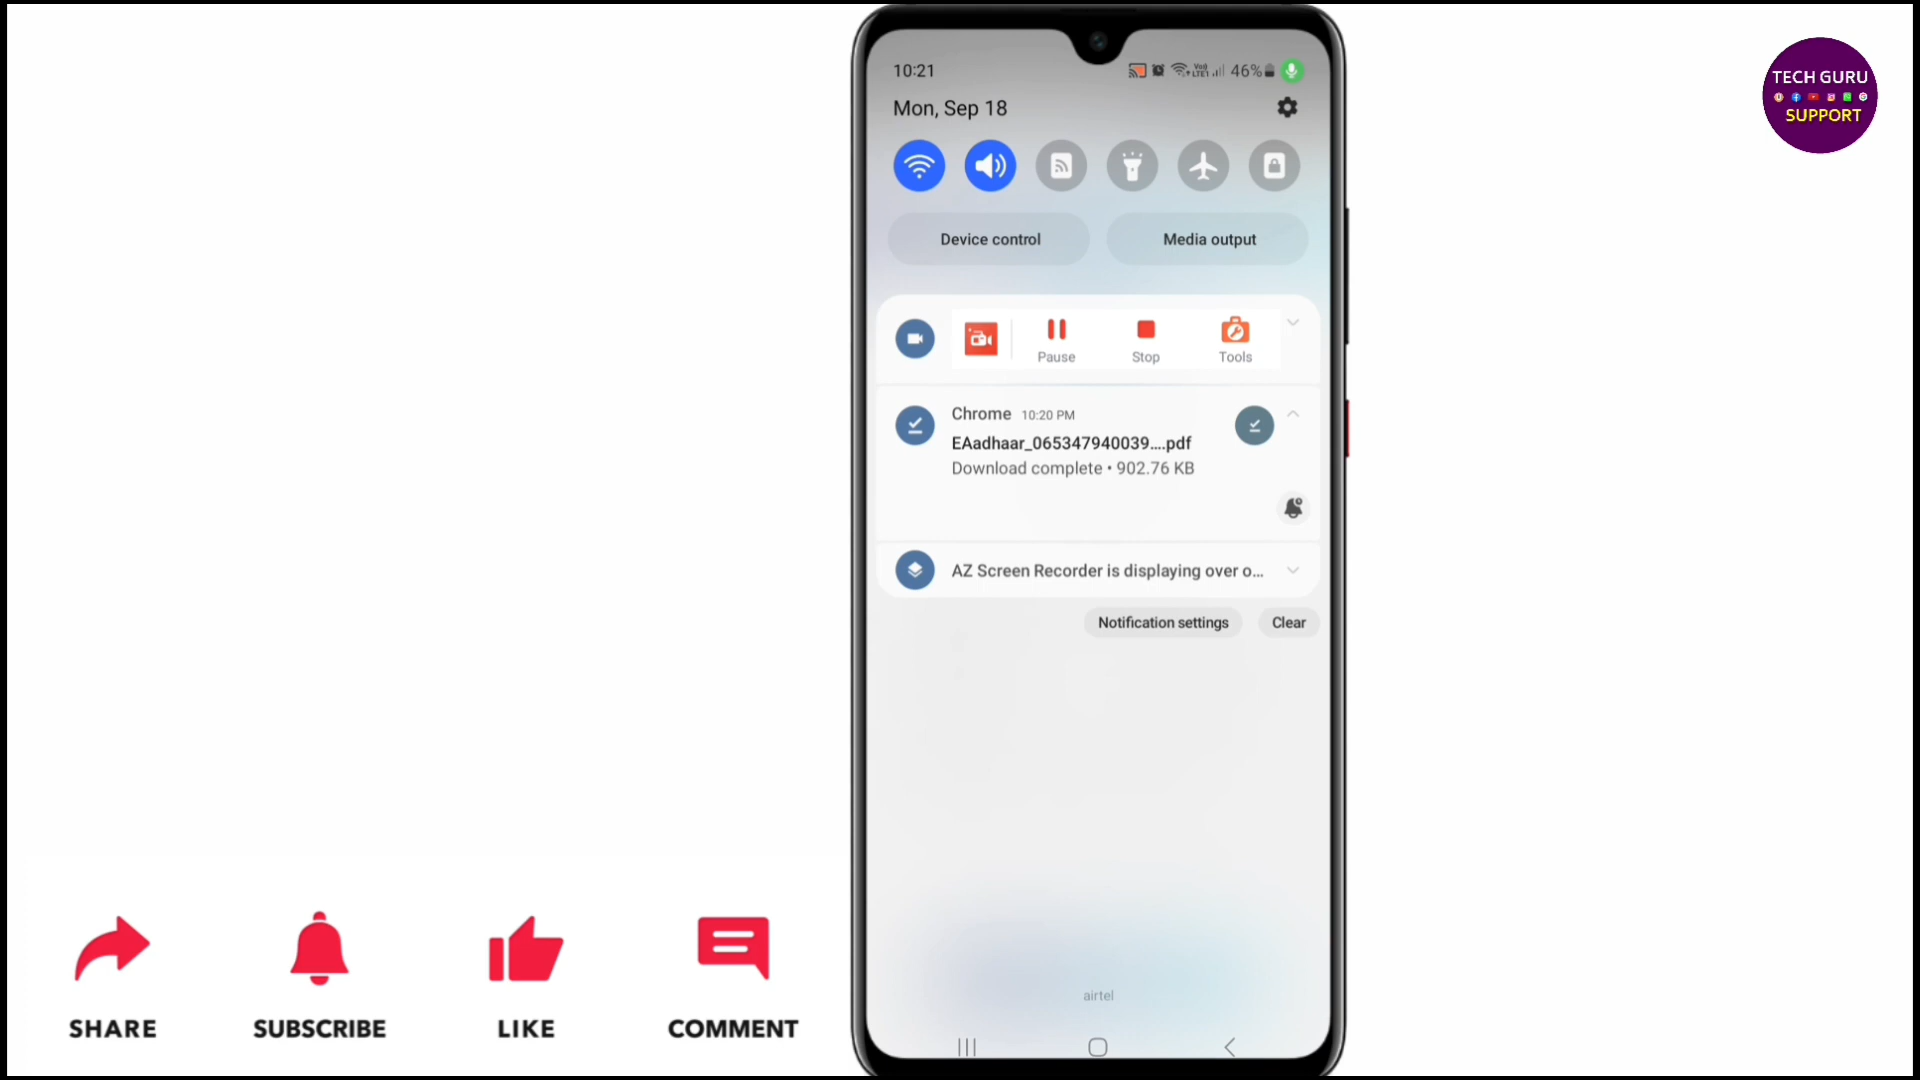 10:21
Vo)) LTE1 46%
Mon, Sep 18
Device control
Media output
Pause
Stop
Tools
Chrome 10:20 PM
EAadhaar_065347940039....pdf
Download complete • 902.76 KB
AZ Screen Recorder is displaying over o...
Notification settings
Clear
airtel
TECH GURU
SUPPORT
SHARE
SUBSCRIBE
LIKE
COMMENT